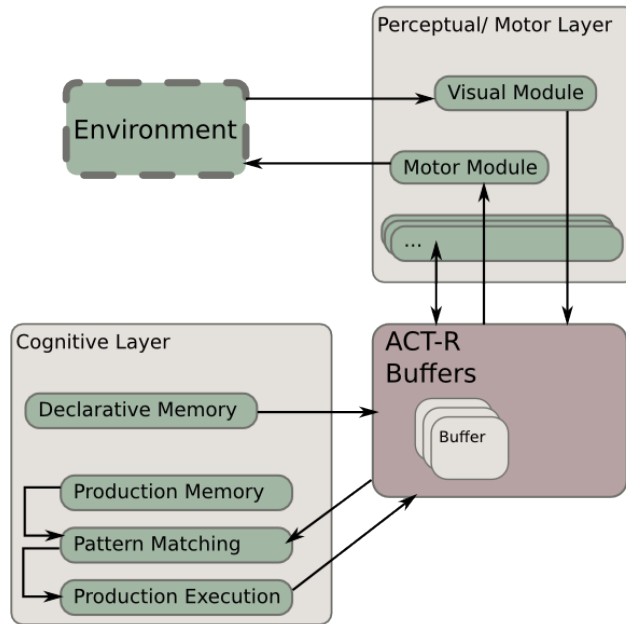 Perceptual/ Motor Layer
Environment
Visual Module
Motor Module
...
Cognitive Layer
ACT-R
Buffers
Declarative Memory
Buffer
Production Memory
Pattern Matching
Production Execution